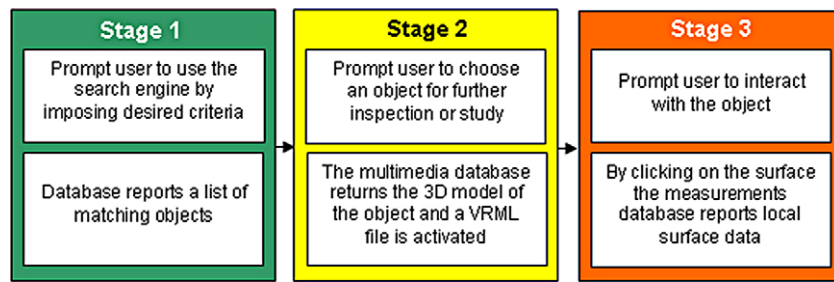 Stage 1
Prompt user to use the
search engine by
imposing desired criteria
Database reports a list of
matching objects
Stage 2
Prompt user to choose
an object for further
inspection or study
The multimedia database
returns the 3D model of
the object and a VRML
file is activated
Stage 3
Prompt user to interact
with the object
By clicking on the surface
the measurements
database reports local
surface data